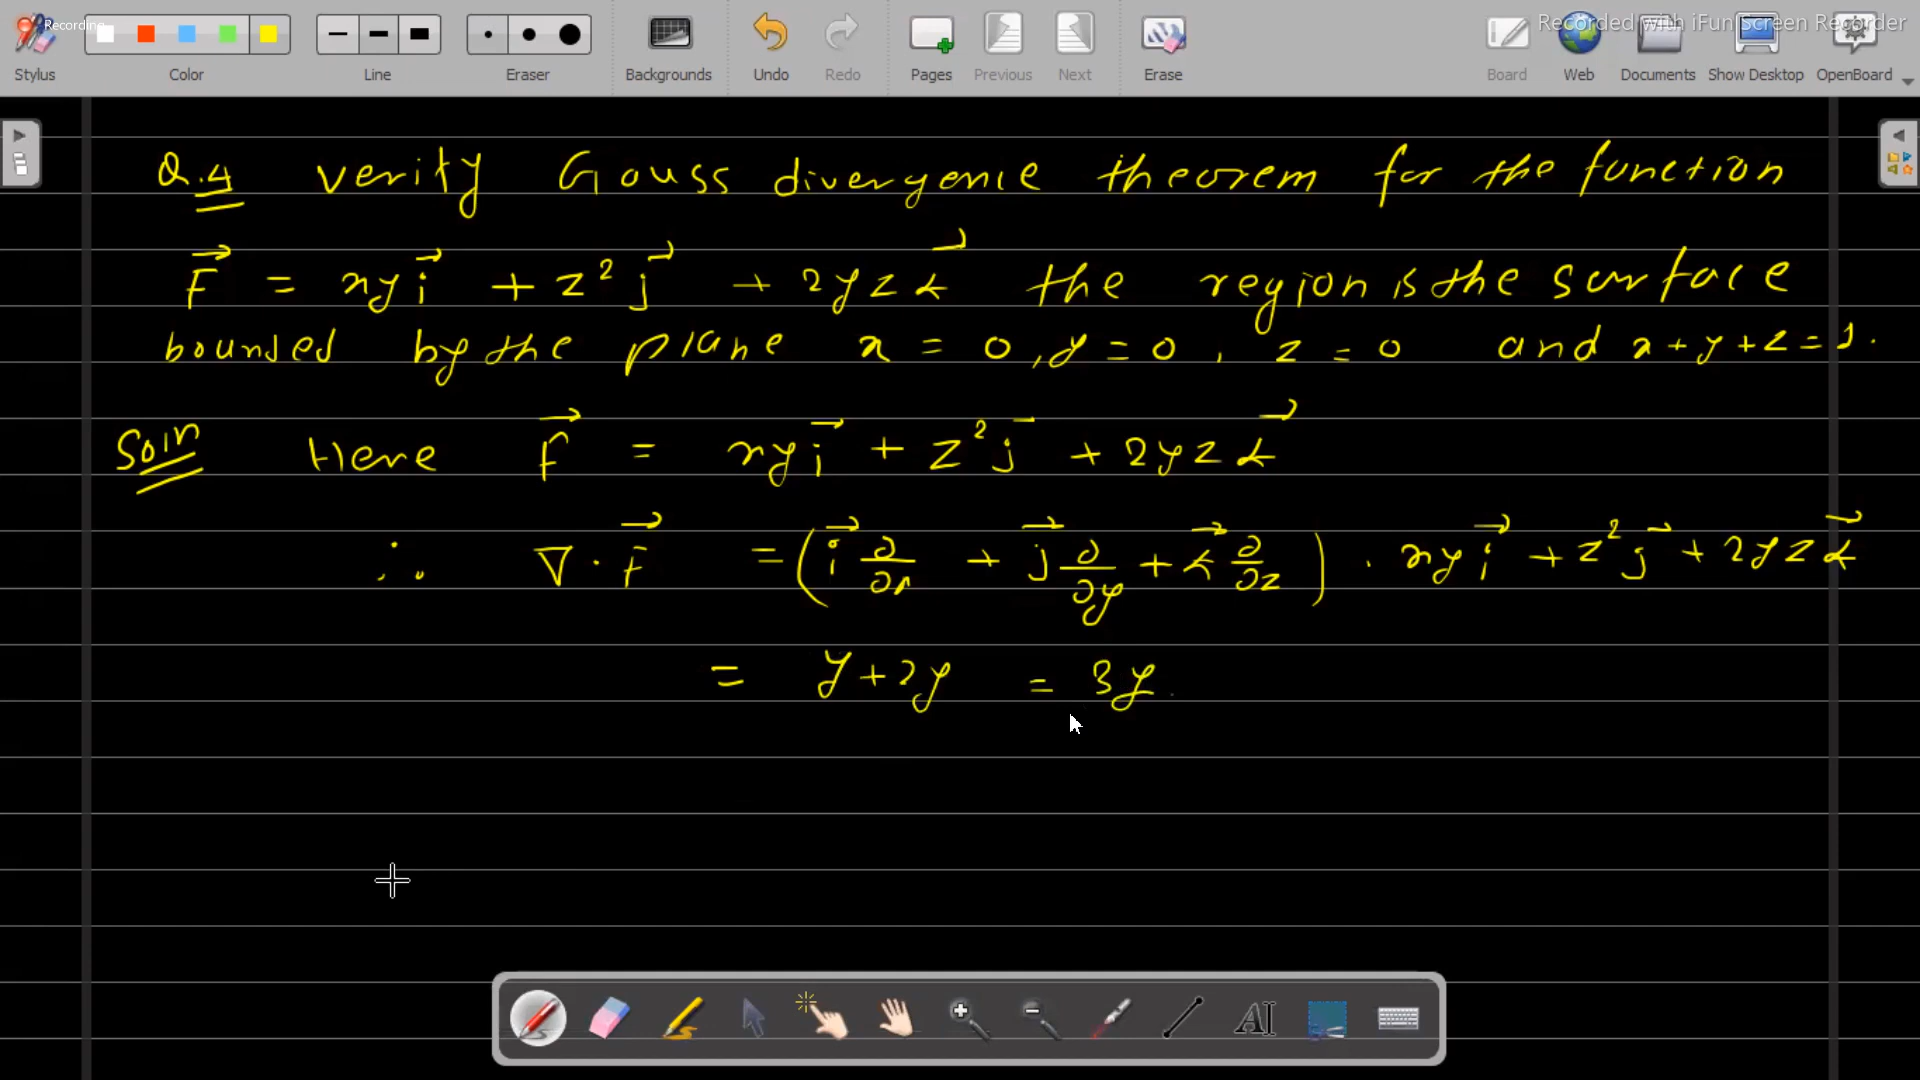 Recording
Recorded with iFun Screen Recorder
Stylus Color Line Eraser Backgrounds Undo Redo Pages Previous Next Erase Board Web Documents Show Desktop OpenBoard
Q.4 verify Gauss divergence theorem for the function
F⃗ = xy i⃗ + z² j⃗ + 2yz k⃗ the region is the surface
bounded by the plane x = 0, y = 0, z = 0 and x + y + z = 1.
Soln Here F⃗ = xy i⃗ + z² j⃗ + 2yz k⃗
∴ ∇ · F⃗ = (i⃗ ∂/∂x + j⃗ ∂/∂y + k⃗ ∂/∂z) · xy i⃗ + z² j⃗ + 2yz k⃗
= y + 2y = 3y.
AI